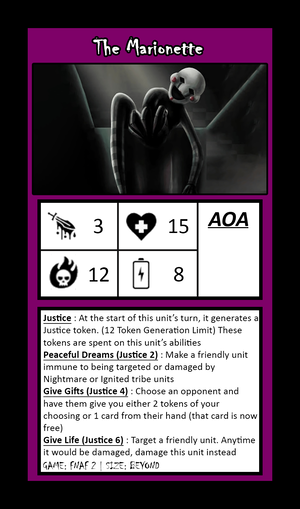 The Marionette
3
15
AOA
12
8
Justice : At the start of this unit's turn, it generates a
Justice token. (12 Token Generation Limit) These
tokens are spent on this unit's abilities
Peaceful Dreams (Justice 2) : Make a friendly unit
immune to being targeted or damaged by
Nightmare or Ignited tribe units
Give Gifts (Justice 4) : Choose an opponent and
have them give you either 2 tokens of your
choosing or 1 card from their hand (that card is now
free)
Give Life (Justice 6) : Target a friendly unit. Anytime
it would be damaged, damage this unit instead
GAME: FNAF 2 | SIZE: BEYOND